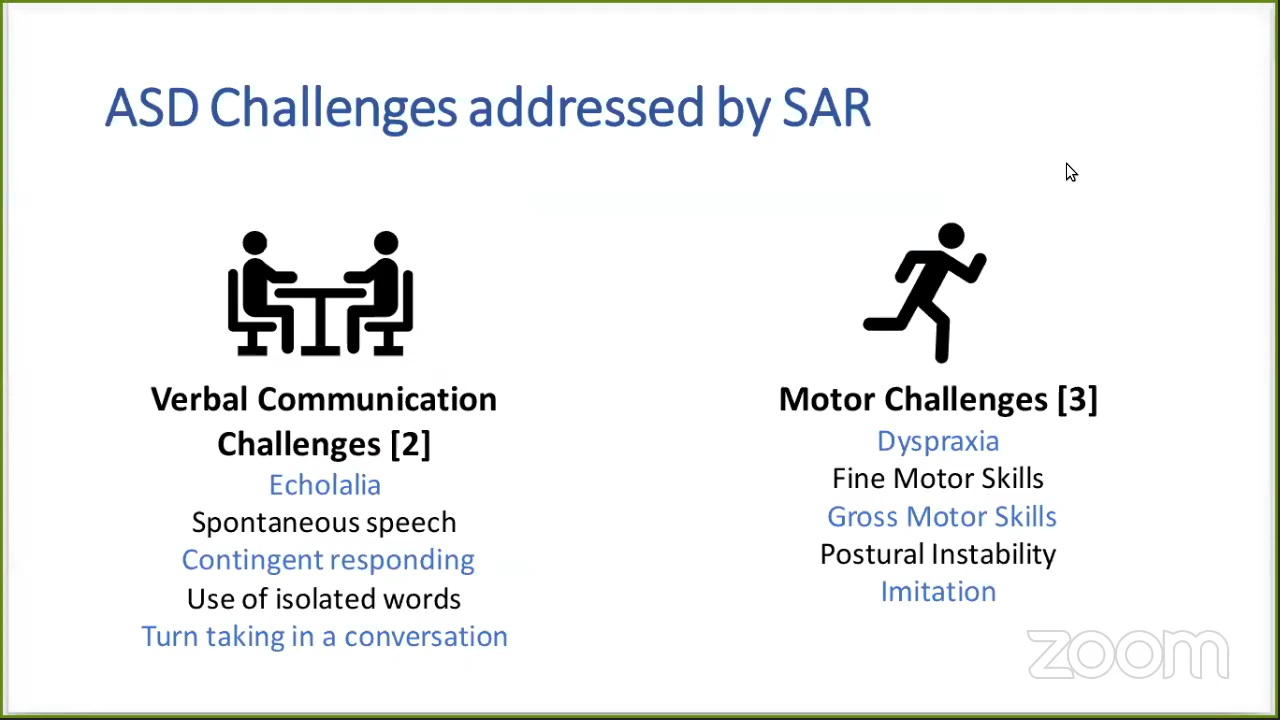 ASD Challenges addressed by SAR
Verbal Communication
Challenges [2]
Echolalia
Spontaneous speech
Contingent responding
Use of isolated words
Turn taking in a conversation
Motor Challenges [3]
Dyspraxia
Fine Motor Skills
Gross Motor Skills
Postural Instability
Imitation
zoom